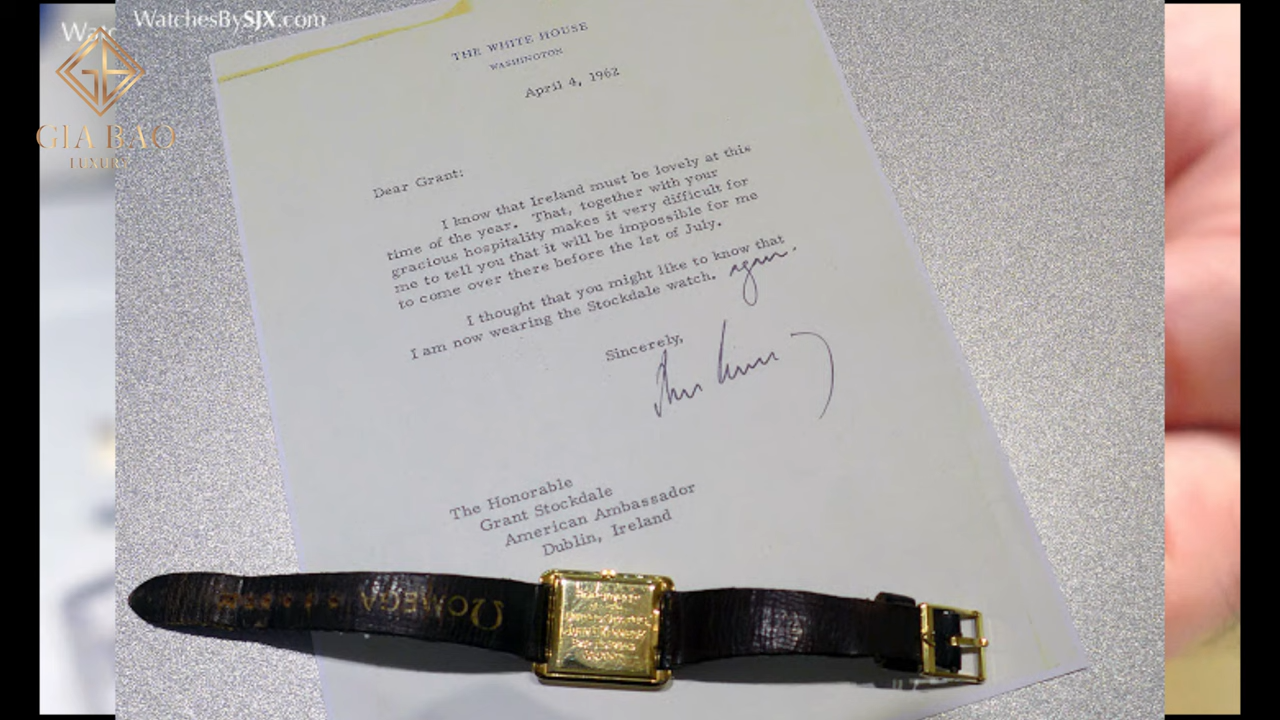 WatchesBySJX.com
GIA BAO
LUXURY
THE WHITE HOUSE
WASHINGTON
April 4, 1962
Dear Grant:
I know that Ireland must be lovely at this
time of the year. That, together with your
gracious hospitality makes it very difficult for
me to tell you that it will be impossible for me
to come over there before the 1st of July.
I thought that you might like to know that
I am now wearing the Stockdale watch. again.
Sincerely,
The Honorable
Grant Stockdale
American Ambassador
Dublin, Ireland
ΩOMEGA